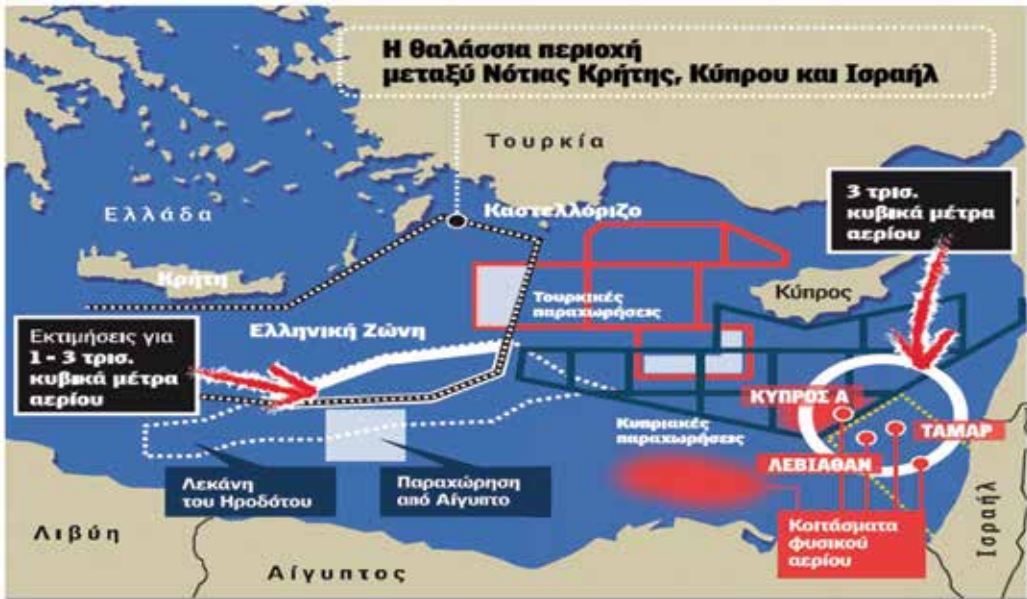 Η θαλάσσια περιοχή
μεταξύ Νότιας Κρήτης, Κύπρου και Ισραήλ
Τουρκία
Ελλάδα
Καστελλόριζο
3 τρισ.
κυβικά μέτρα
αερίου
Κρήτη
Κύπρος
Τουρκικές
παραχωρήσεις
Ελληνική Ζώνη
Εκτιμήσεις για
1 - 3 τρισ.
κυβικά μέτρα
αερίου
ΚΥΠΡΟΣ Α
Κυπριακές
παραχωρήσεις
ΤΑΜΑΡ
ΛΕΒΙΑΘΑΝ
Λεκάνη
του Ηροδότου
Παραχώρηση
από Αίγυπτο
Κοιτάσματα
φυσικού
αερίου
Ισραήλ
Λιβύη
Αίγυπτος